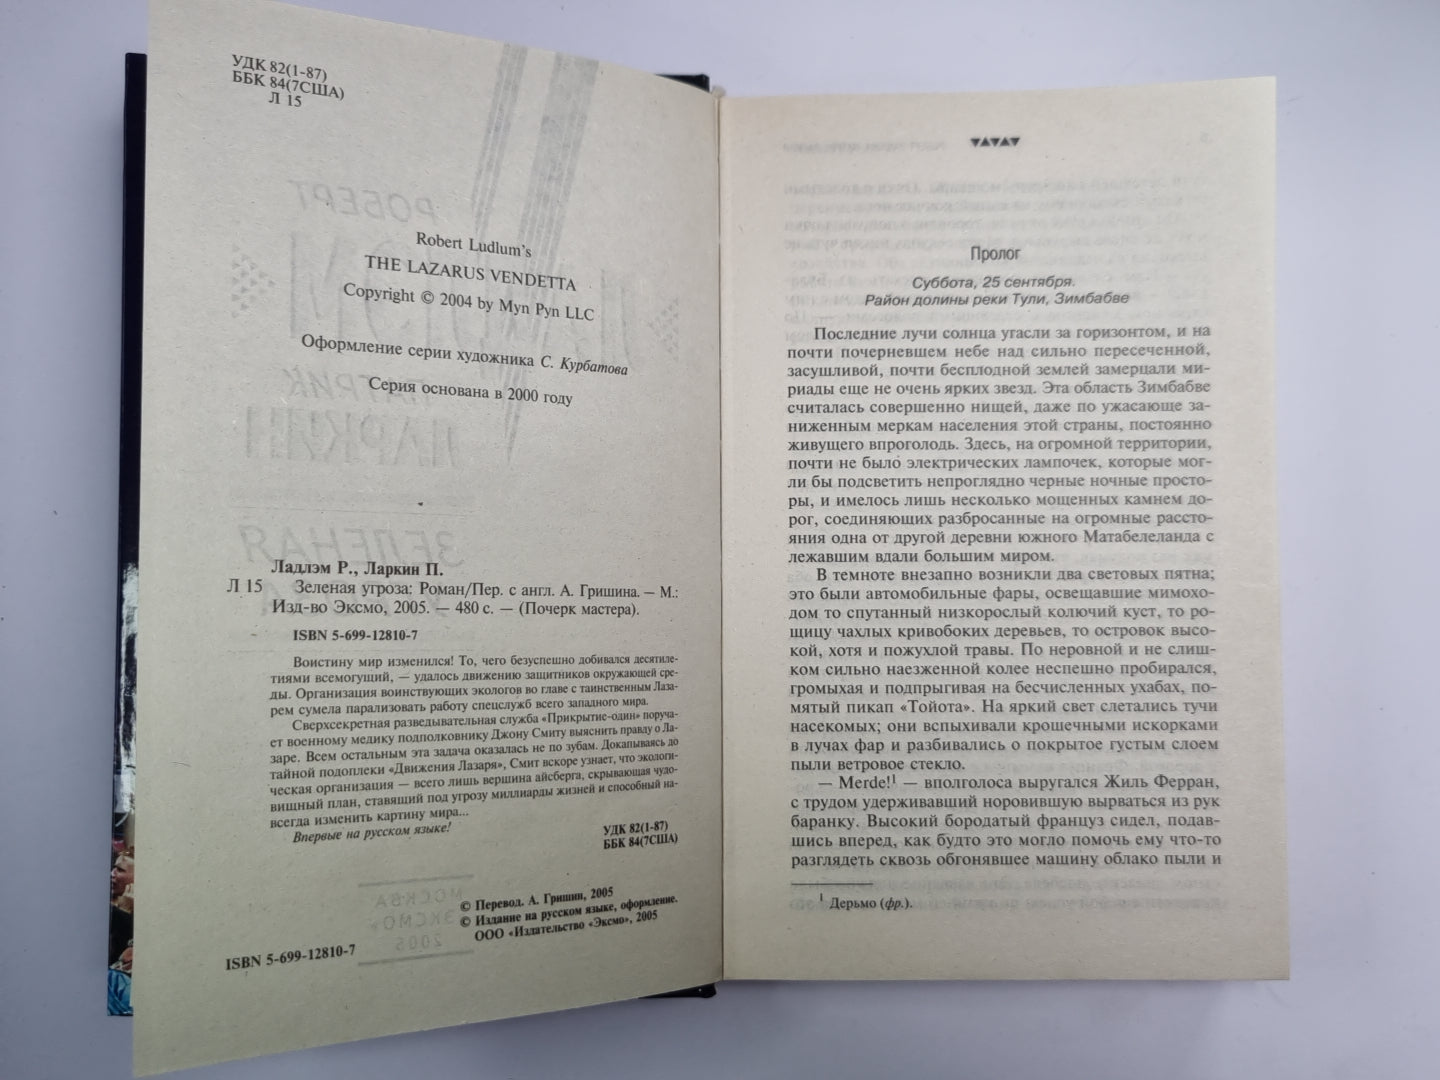 УДК 82(1-87)
ББК 84(7США)
Л 15
Robert Ludlum's
THE LAZARUS VENDETTA
Copyright © 2004 by Myn Pyn LLC
Оформление серии художника С. Курбатова
Серия основана в 2000 году
Ладлэм Р., Ларкин П.
Л 15 Зеленая угроза: Роман/Пер. с англ. А. Гришина. — М.:
Изд-во Эксмо, 2005. — 480 с. — (Почерк мастера).
ISBN 5-699-12810-7
Воистину мир изменился! То, чего безуспешно добивался десятиле-
тиями всемогущий, — удалось движению защитников окружающей сре-
ды. Организация воинствующих экологов во главе с таинственным Лаза-
рем сумела парализовать работу спецслужб всего западного мира.
Сверхсекретная разведывательная служба «Прикрытие-один» поруча-
ет военному медику подполковнику Джону Смиту выяснить правду о Ла-
заре. Всем остальным эта задача оказалась не по зубам. Докапываясь до
тайной подоплеки «Движения Лазаря», Смит вскоре узнает, что экологи-
ческая организация — всего лишь вершина айсберга, скрывающая чудо-
вищный план, ставящий под угрозу миллиарды жизней и способный на-
всегда изменить картину мира...
Впервые на русском языке!
УДК 82(1-87)
ББК 84(7США)
© Перевод. А. Гришин, 2005
© Издание на русском языке, оформление.
ООО «Издательство «Эксмо», 2005
ISBN 5-699-12810-7
Пролог
Суббота, 25 сентября.
Район долины реки Тули, Зимбабве
Последние лучи солнца угасли за горизонтом, и на
почти почерневшем небе над сильно пересеченной,
засушливой, почти бесплодной землей замерцали ми-
риады еще не очень ярких звезд. Эта область Зимбабве
считалась совершенно нищей, даже по ужасающе за-
ниженным меркам населения этой страны, постоянно
живущего впроголодь. Здесь, на огромной территории,
почти не было электрических лампочек, которые мог-
ли бы подсветить непроглядно черные ночные просто-
ры, и имелось лишь несколько мощенных камнем до-
рог, соединяющих разбросанные на огромные рассто-
яния одна от другой деревни южного Матабелеланда с
лежавшим вдали большим миром.
В темноте внезапно возникли два световых пятна;
это были автомобильные фары, освещавшие мимохо-
дом то спутанный низкорослый колючий куст, то ро-
щицу чахлых кривобоких деревьев, то островок высо-
кой, хотя и пожухлой травы. По неровной и не слиш-
ком сильно наезженной колее неспешно пробирался,
громыхая и подпрыгивая на бесчисленных ухабах, по-
мятый пикап «Тойота». На яркий свет слетались тучи
насекомых; они вспыхивали крошечными искорками
в лучах фар и разбивались о покрытое густым слоем
пыли ветровое стекло.
— Merde!¹ — вполголоса выругался Жиль Ферран,
с трудом удерживавший норовившую вырваться из рук
баранку. Высокий бородатый француз сидел, подав-
шись вперед, как будто это могло помочь ему что-то
разглядеть сквозь обгонявшее машину облако пыли и
¹ Дерьмо (фр.).